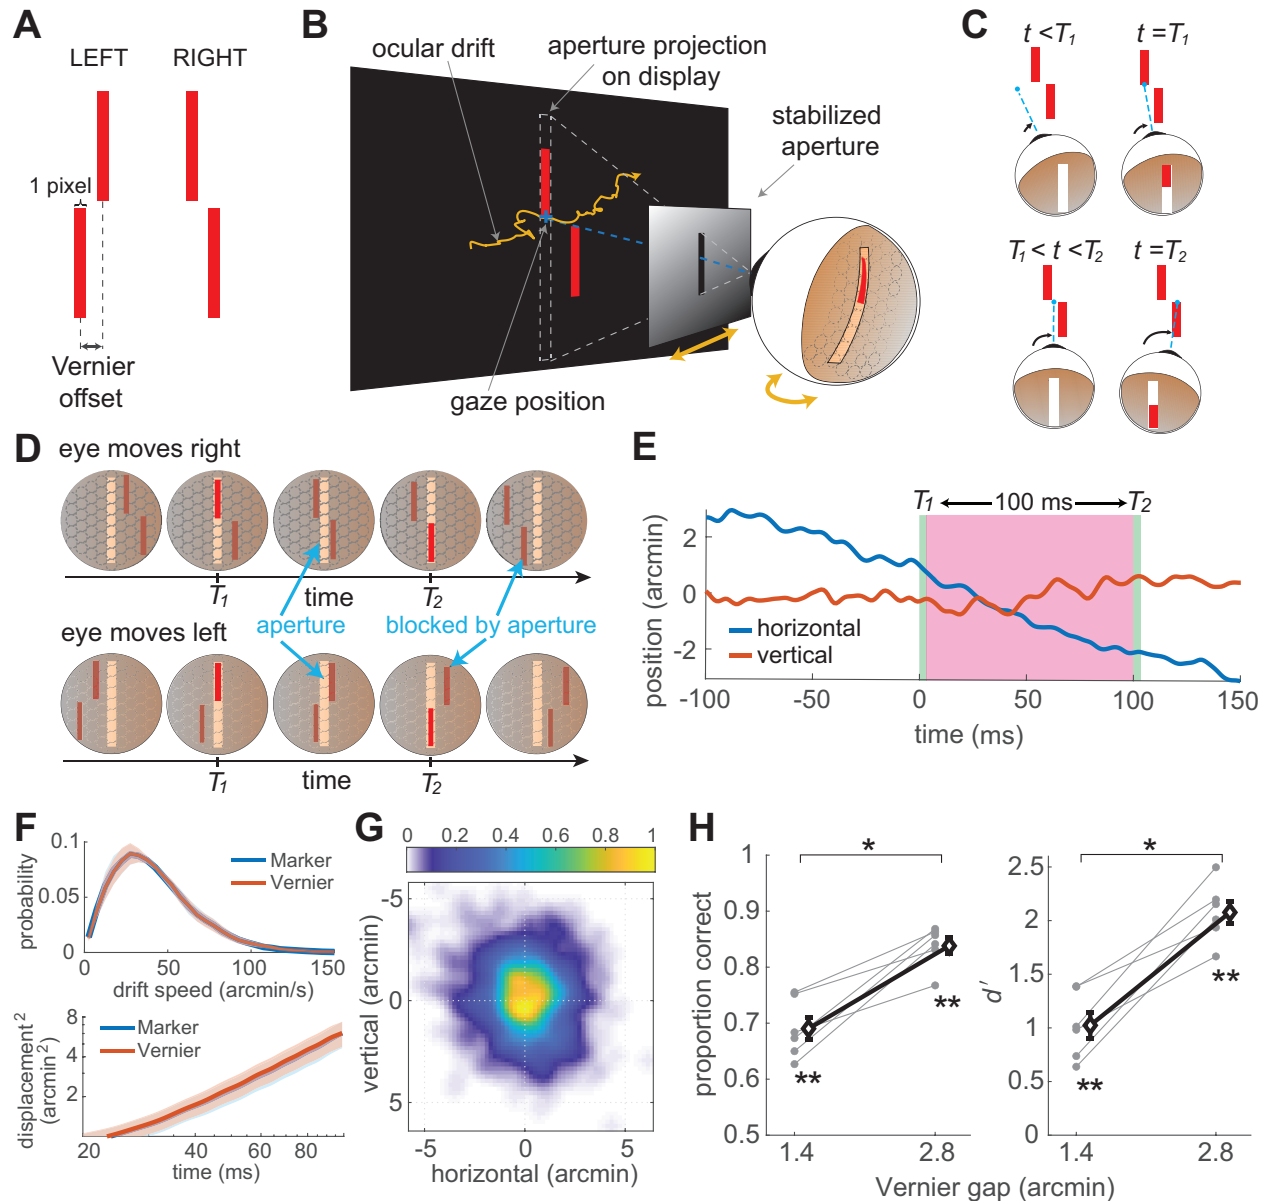 A
LEFT
RIGHT
1 pixel
Vernier
offset
B
ocular drift
aperture projection
on display
stabilized
aperture
gaze position
C
t < T1
t = T1
T1 < t < T2
t = T2
D
eye moves right
T1
time
T2
aperture
blocked by aperture
eye moves left
T1
time
T2
E
T1
100 ms
T2
position (arcmin)
2
0
-2
horizontal
vertical
-100
-50
0
50
100
150
time (ms)
F
probability
0.1
0.05
0
Marker
Vernier
0
50
100
150
drift speed (arcmin/s)
displacement2
(arcmin2)
8
4
2
Marker
Vernier
20
40
60
80
time (ms)
G
0
0.2
0.4
0.6
0.8
1
vertical (arcmin)
-5
0
5
-5
0
5
horizontal (arcmin)
H
proportion correct
1
0.9
0.8
0.7
0.6
0.5
*
**
**
1.4
2.8
d'
2.5
2
1.5
1
0.5
0
*
**
**
1.4
2.8
Vernier gap (arcmin)